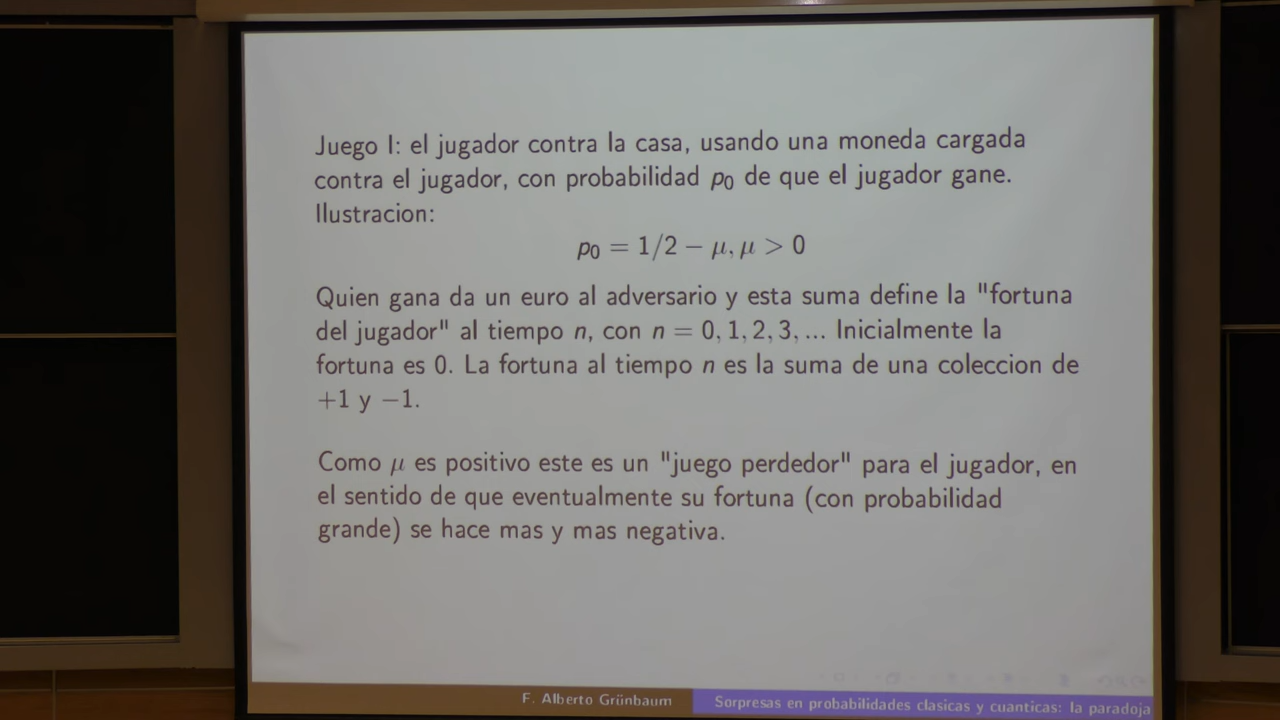 Juego I: el jugador contra la casa, usando una moneda cargada
contra el jugador, con probabilidad p₀ de que el jugador gane.
Ilustracion:
p₀ = 1/2 − μ, μ > 0
Quien gana da un euro al adversario y esta suma define la "fortuna
del jugador" al tiempo n, con n = 0, 1, 2, 3, ... Inicialmente la
fortuna es 0. La fortuna al tiempo n es la suma de una coleccion de
+1 y −1.
Como μ es positivo este es un "juego perdedor" para el jugador, en
el sentido de que eventualmente su fortuna (con probabilidad
grande) se hace mas y mas negativa.
F. Alberto Grünbaum
Sorpresas en probabilidades clasicas y cuanticas: la paradoja